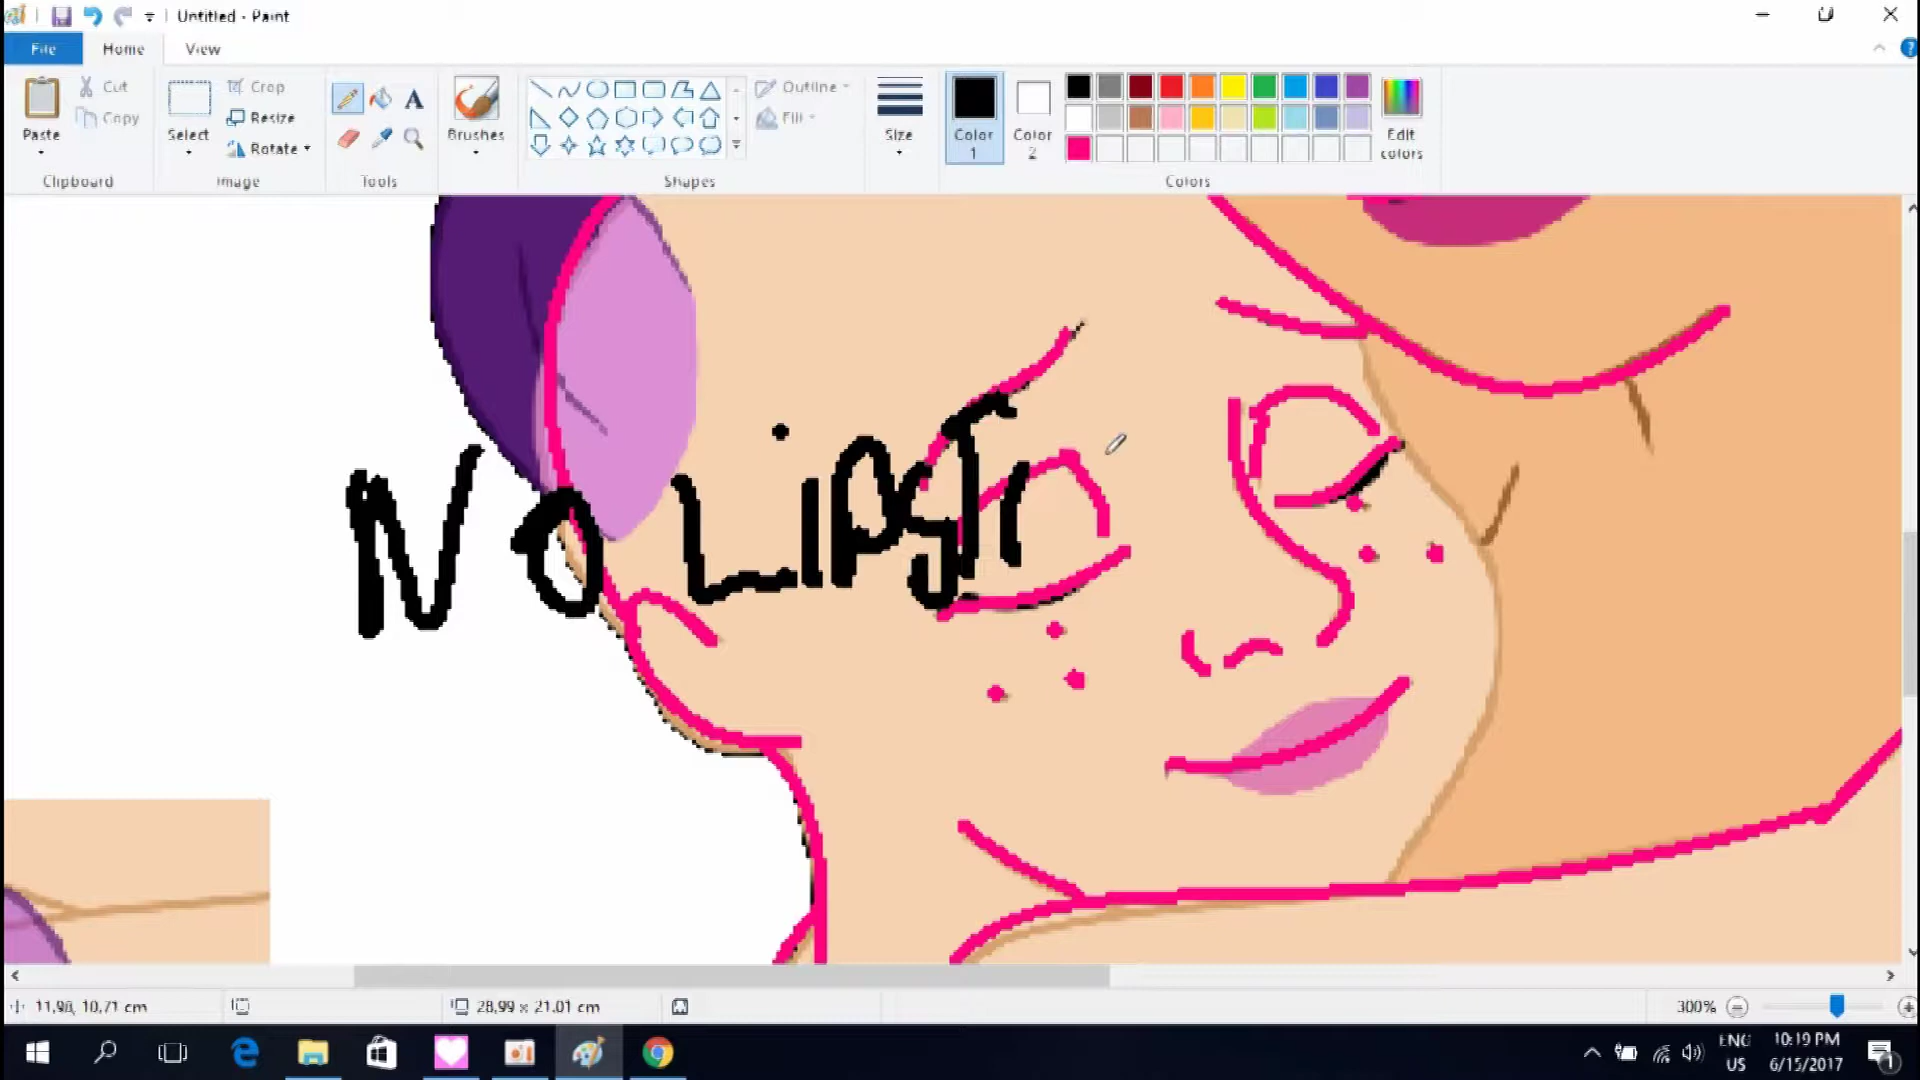 Untitled - Paint
File Home View
Paste
Cut
Copy
Clipboard
Select
Crop
Resize
Rotate
Image
Tools
Brushes
Shapes
Outline
Fill
Size
Color 1
Color 2
Edit colors
Colors
NO LiPSTI
11,98, 10,71 cm
28,99 x 21.01 cm
300%
ENG
US
10:19 PM
6/15/2017
1